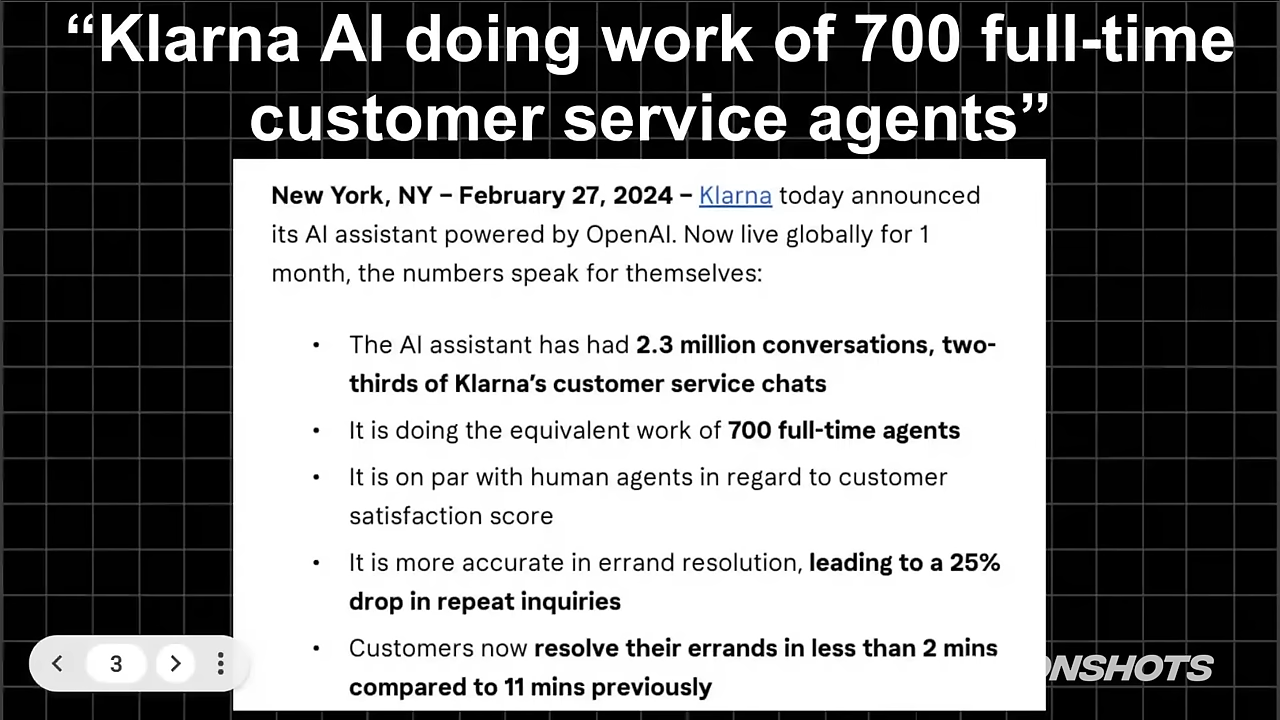 “Klarna AI doing work of 700 full-time
customer service agents”
New York, NY – February 27, 2024 – Klarna today announced
its AI assistant powered by OpenAI. Now live globally for 1
month, the numbers speak for themselves:
• The AI assistant has had 2.3 million conversations, two-
thirds of Klarna’s customer service chats
• It is doing the equivalent work of 700 full-time agents
• It is on par with human agents in regard to customer
satisfaction score
• It is more accurate in errand resolution, leading to a 25%
drop in repeat inquiries
• Customers now resolve their errands in less than 2 mins
compared to 11 mins previously
3
ONSHOTS